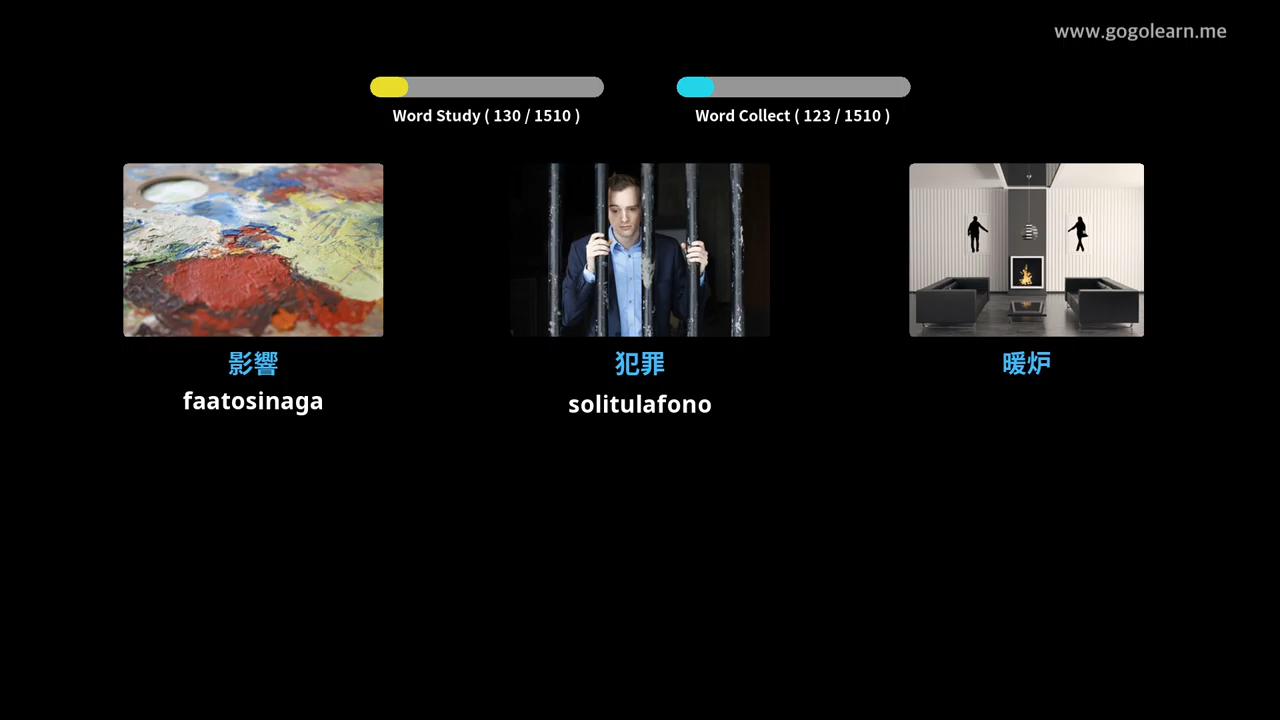 www.gogolearn.me
Word Study ( 130 / 1510 )
Word Collect ( 123 / 1510 )
影響
犯罪
暖炉
faatosinaga
solitulafono